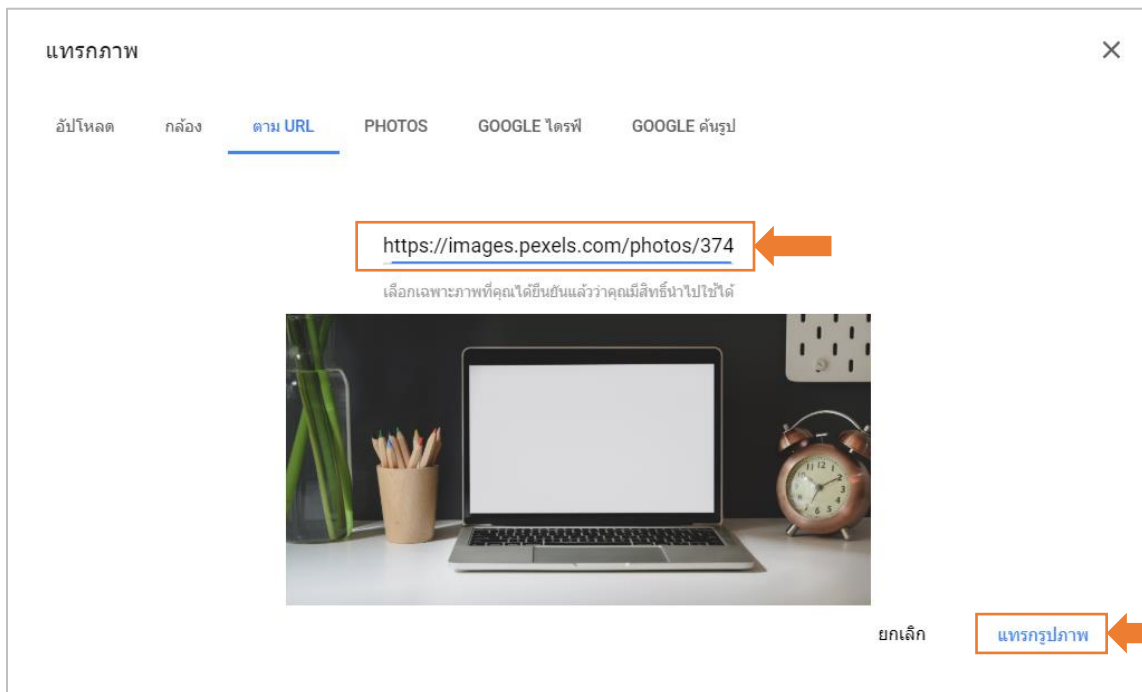 แทรกภาพ
อัปโหลด กล้อง ตาม URL PHOTOS GOOGLE ไดรฟ์ GOOGLE ค้นรูป
https://images.pexels.com/photos/374
เลือกเฉพาะภาพที่คุณได้ยืนยันแล้วว่าคุณมีสิทธิ์นำไปใช้ได้
ยกเลิก แทรกรูปภาพ